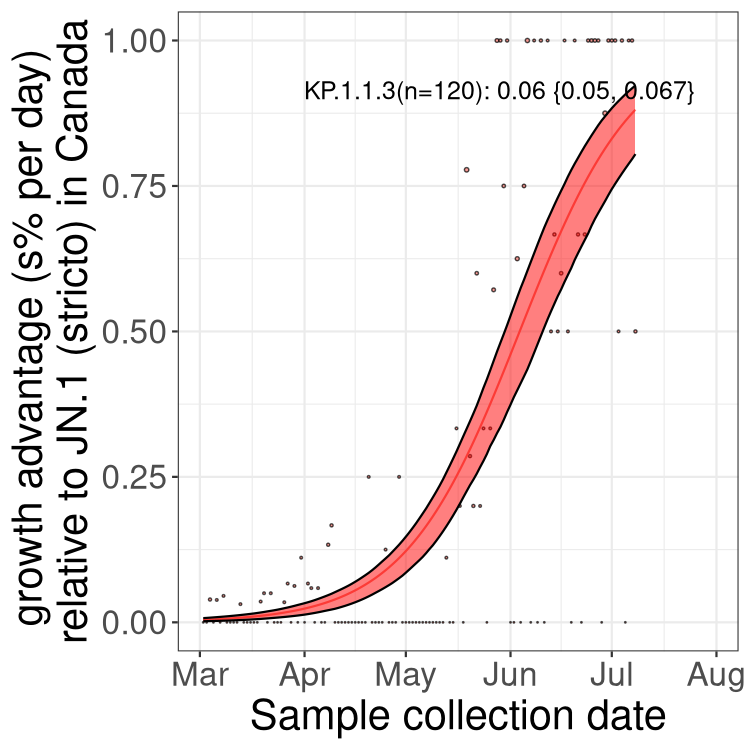 growth advantage (s% per day)
relative to JN.1 (stricto) in Canada
1.00
0.75
0.50
0.25
0.00
KP.1.1.3(n=120): 0.06 {0.05, 0.067}
Mar Apr May Jun Jul Aug
Sample collection date